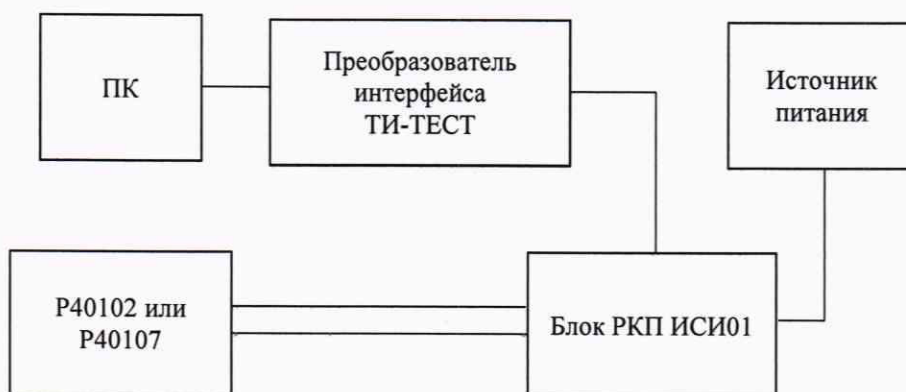 ПК
Преобразователь
интерфейса
ТИ-ТЕСТ
Источник
питания
Р40102 или
Р40107
Блок РКП ИСИ01